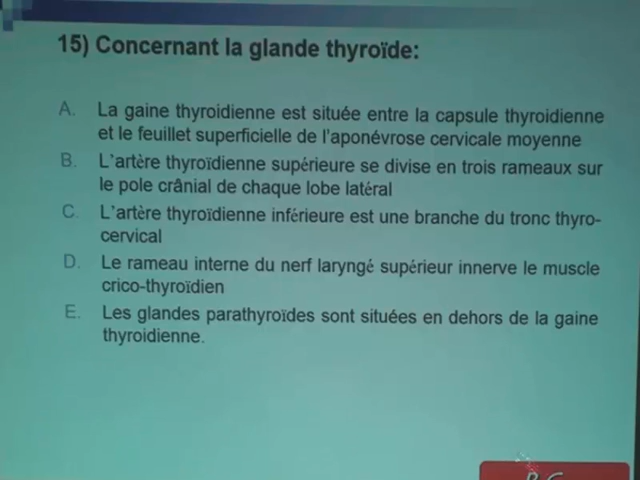 15) Concernant la glande thyroïde:
A. La gaine thyroidienne est située entre la capsule thyroidienne
et le feuillet superficielle de l'aponévrose cervicale moyenne
B. L'artère thyroïdienne supérieure se divise en trois rameaux sur
le pole crânial de chaque lobe latéral
C. L'artère thyroïdienne inférieure est une branche du tronc thyro-
cervical
D. Le rameau interne du nerf laryngé supérieur innerve le muscle
crico-thyroïdien
E. Les glandes parathyroïdes sont situées en dehors de la gaine
thyroidienne.